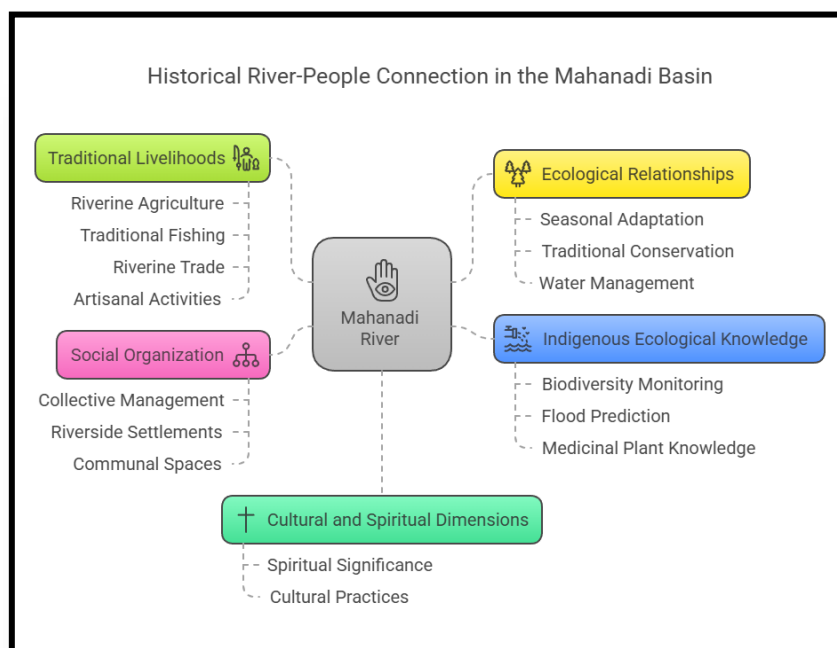 Historical River-People Connection in the Mahanadi Basin
Traditional Livelihoods
Riverine Agriculture
Traditional Fishing
Riverine Trade
Artisanal Activities
Social Organization
Collective Management
Riverside Settlements
Communal Spaces
Mahanadi
River
Ecological Relationships
Seasonal Adaptation
Traditional Conservation
Water Management
Indigenous Ecological Knowledge
Biodiversity Monitoring
Flood Prediction
Medicinal Plant Knowledge
Cultural and Spiritual Dimensions
Spiritual Significance
Cultural Practices